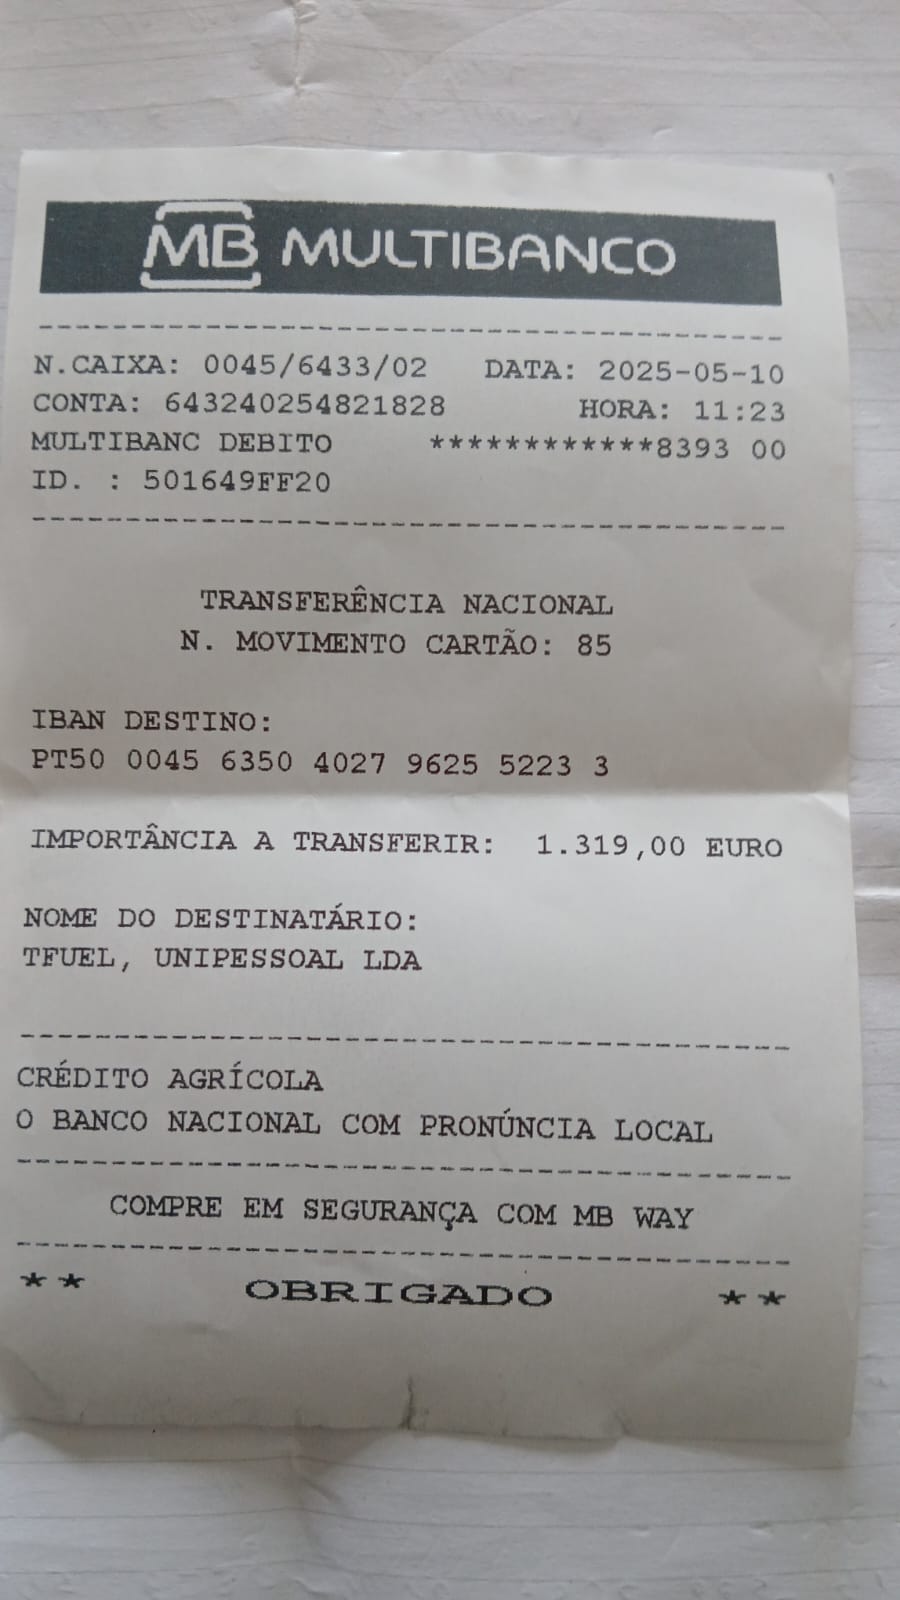 MB MULTIBANCO
N.CAIXA: 0045/6433/02 DATA: 2025-05-10
CONTA: 643240254821828 HORA: 11:23
MULTIBANC DEBITO ************8393 00
ID. : 501649FF20
TRANSFERÊNCIA NACIONAL
N. MOVIMENTO CARTÃO: 85
IBAN DESTINO:
PT50 0045 6350 4027 9625 5223 3
IMPORTÂNCIA A TRANSFERIR: 1.319,00 EURO
NOME DO DESTINATÁRIO:
TFUEL, UNIPESSOAL LDA
CRÉDITO AGRÍCOLA
O BANCO NACIONAL COM PRONÚNCIA LOCAL
COMPRE EM SEGURANÇA COM MB WAY
** OBRIGADO **